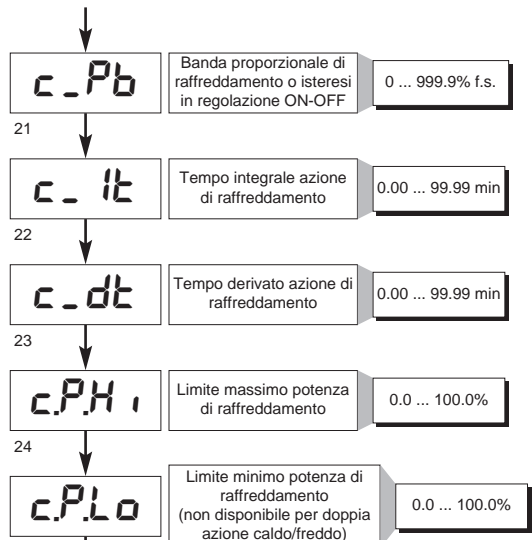 c_Pb
Banda proporzionale di
raffreddamento o isteresi
in regolazione ON-OFF
0 ... 999.9% f.s.
21
c_It
Tempo integrale azione
di raffreddamento
0.00 ... 99.99 min
22
c_dt
Tempo derivato azione di
raffreddamento
0.00 ... 99.99 min
23
c.P.Hi
Limite massimo potenza
di raffreddamento
0.0 ... 100.0%
24
c.P.Lo
Limite minimo potenza di
raffreddamento
(non disponibile per doppia
azione caldo/freddo)
0.0 ... 100.0%